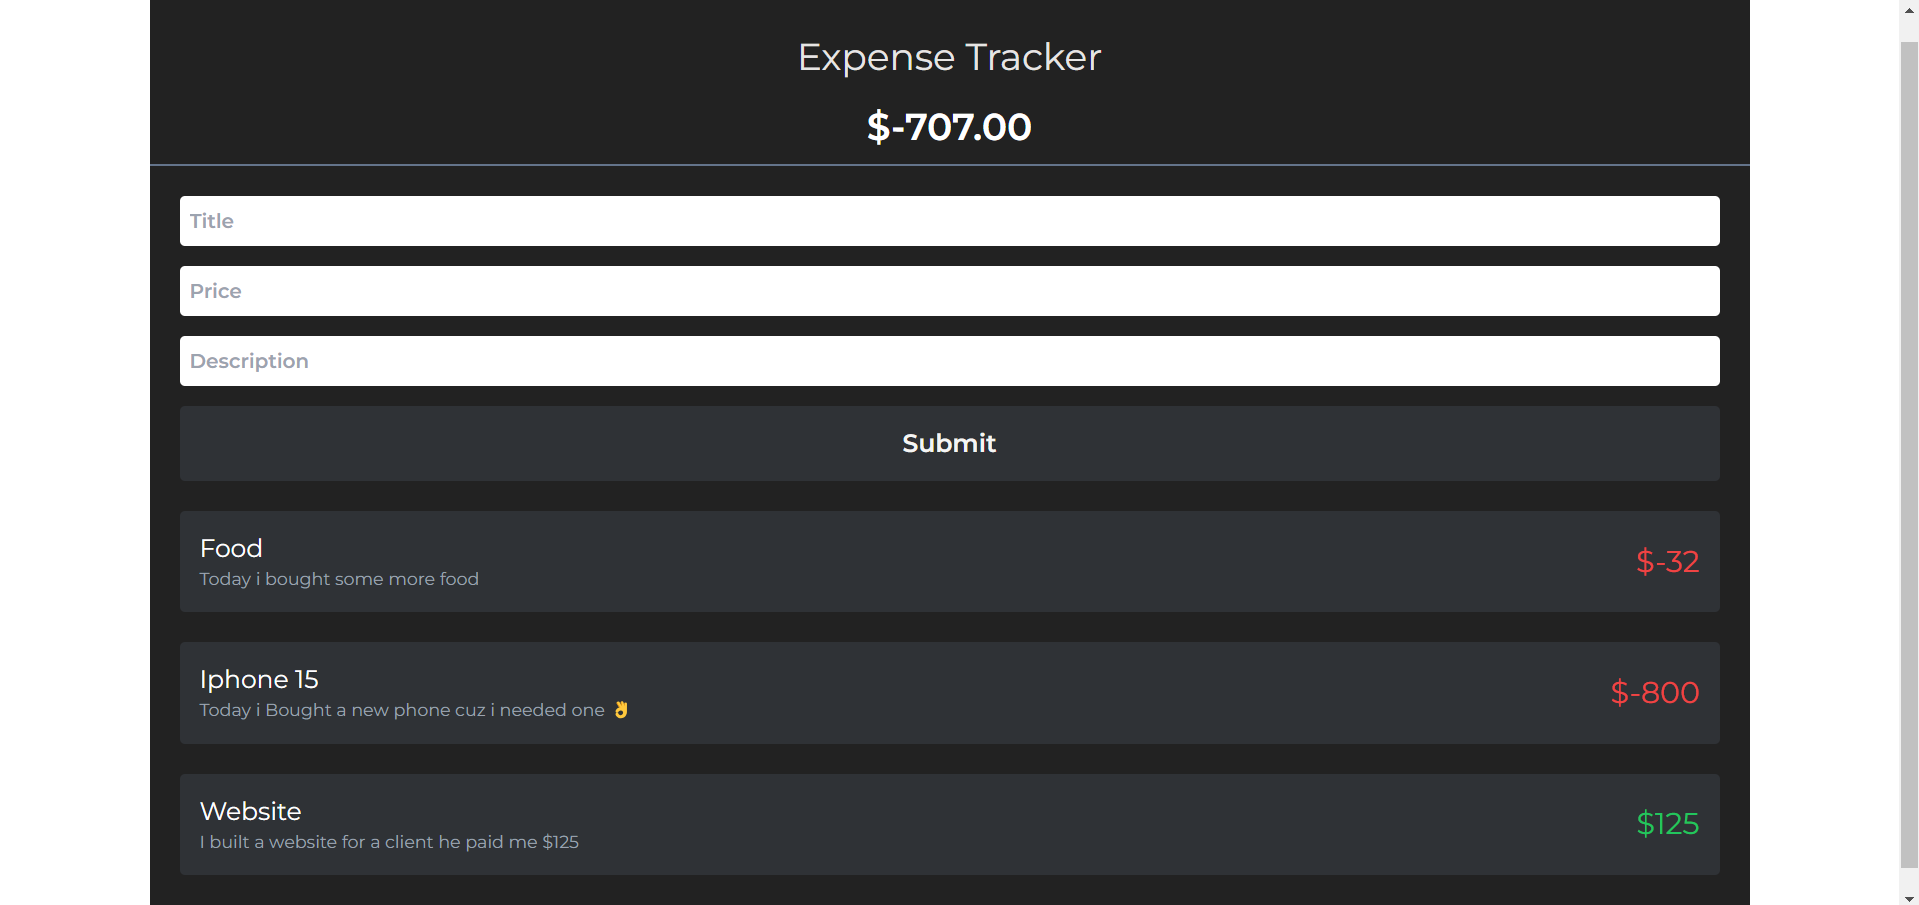 Expense Tracker
$-707.00
Title
Price
Description
Submit
Food
Today i bought some more food
$-32
Iphone 15
Today i Bought a new phone cuz i needed one 👌
$-800
Website
I built a website for a client he paid me $125
$125